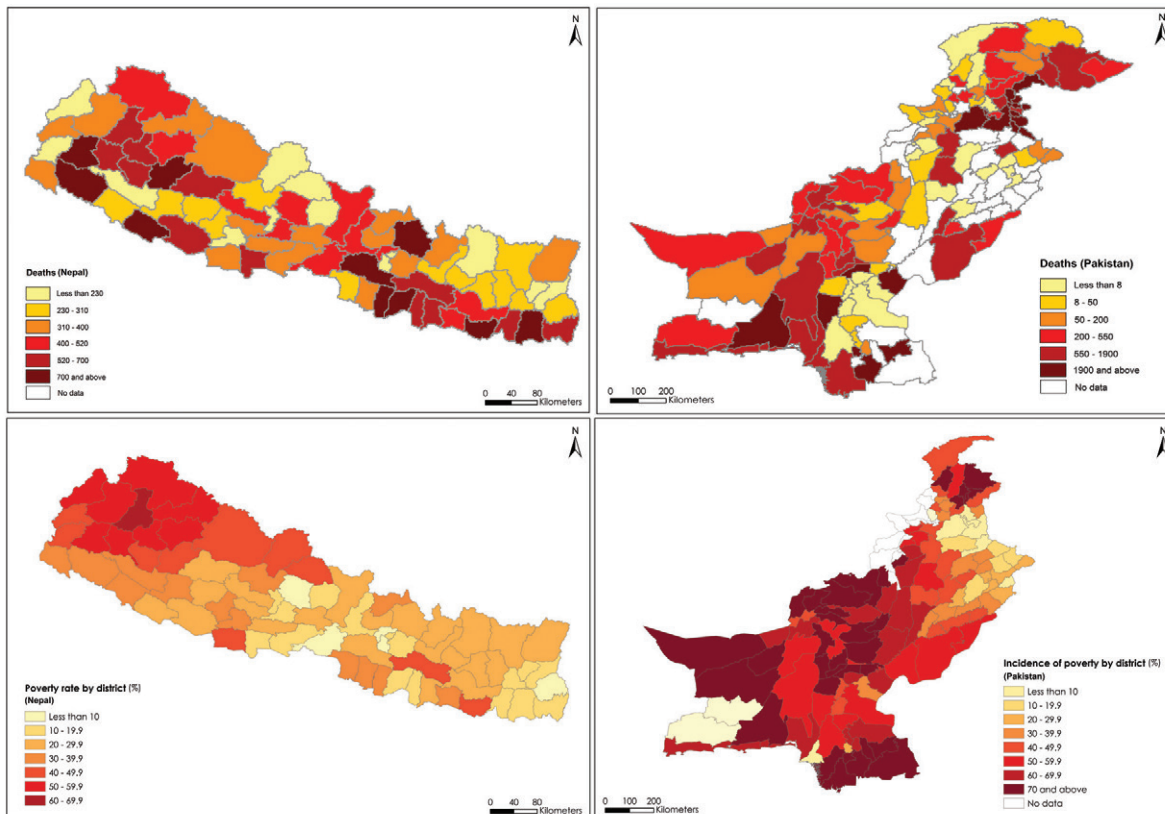 N
Deaths (Nepal)
Less than 230
230 - 310
310 - 400
400 - 520
520 - 700
700 and above
No data
0 40 80
Kilometers
N
Deaths (Pakistan)
Less than 8
8 - 50
50 - 200
200 - 550
550 - 1900
1900 and above
No data
0 100 200
Kilometers
N
Poverty rate by district (%)
(Nepal)
Less than 10
10 - 19.9
20 - 29.9
30 - 39.9
40 - 49.9
50 - 59.9
60 - 69.9
0 40 80
Kilometers
N
Incidence of poverty by district (%)
(Pakistan)
Less than 10
10 - 19.9
20 - 29.9
30 - 39.9
40 - 49.9
50 - 59.9
60 - 69.9
70 and above
No data
0 100 200
Kilometers